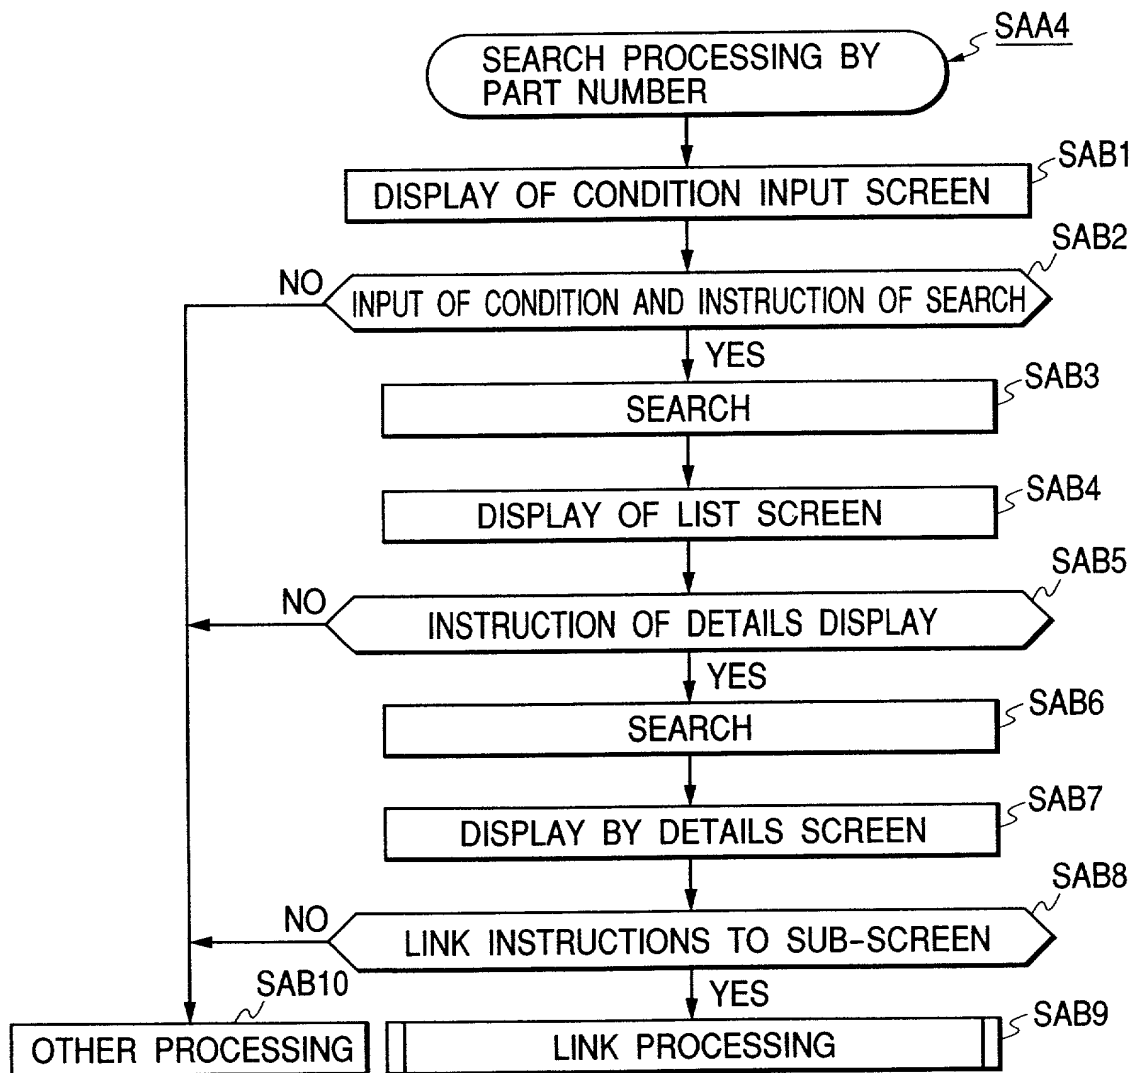 SAA4
SEARCH PROCESSING BY
PART NUMBER
SAB1
DISPLAY OF CONDITION INPUT SCREEN
SAB2
NO
INPUT OF CONDITION AND INSTRUCTION OF SEARCH
YES
SAB3
SEARCH
SAB4
DISPLAY OF LIST SCREEN
SAB5
NO
INSTRUCTION OF DETAILS DISPLAY
YES
SAB6
SEARCH
SAB7
DISPLAY BY DETAILS SCREEN
SAB8
NO
LINK INSTRUCTIONS TO SUB-SCREEN
YES
SAB10
OTHER PROCESSING
SAB9
LINK PROCESSING